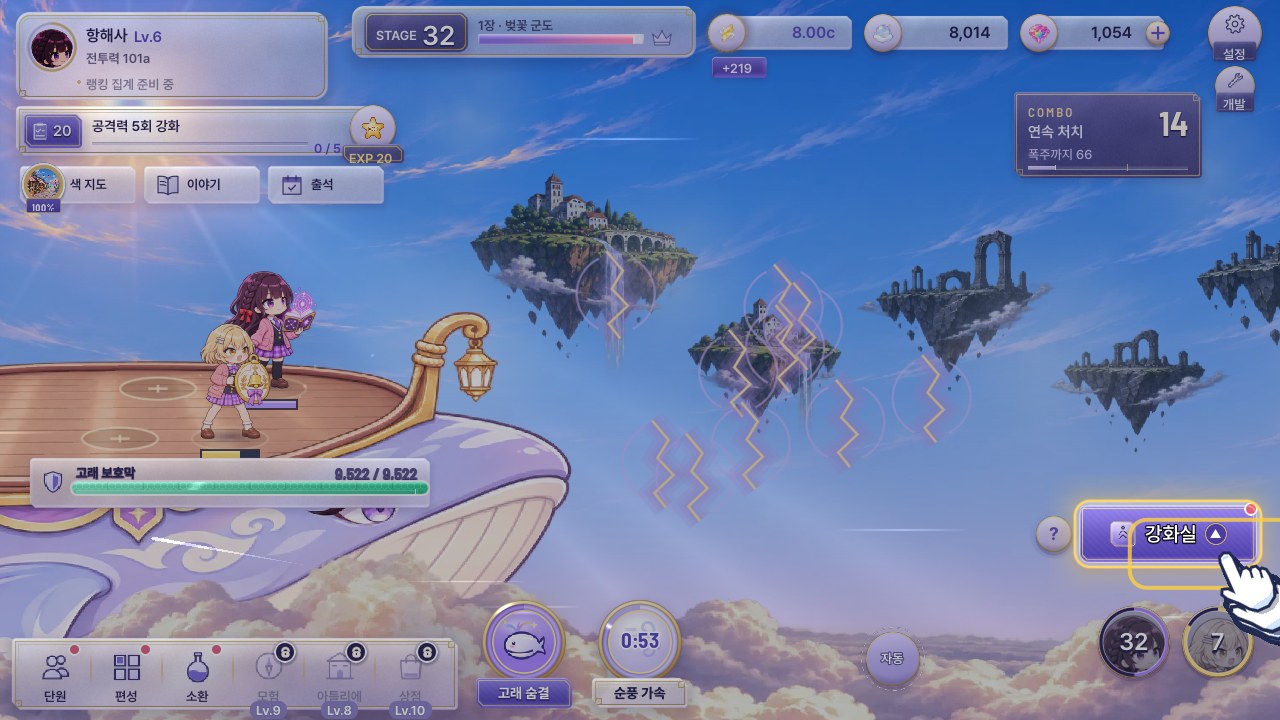 항해사 Lv.6
전투력 101a
랭킹 집계 준비 중
STAGE 32
1장 · 벚꽃 군도
8.00c
+219
8,014
1,054
설정
개발
20
공격력 5회 강화
0 / 5
EXP 20
COMBO
연속 처치
14
폭주까지 66
색 지도
100%
이야기
출석
고래 보호막
9,522 / 9,522
?
강화실
0:53
32
7
자동
단원
편성
소환
모험
Lv.9
아틀리에
Lv.8
상점
Lv.10
고래 숨결
순풍 가속